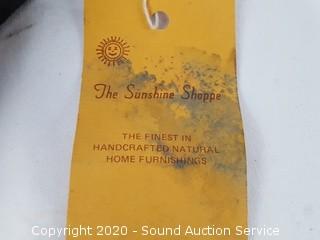 The Sunshine Shoppe
THE FINEST IN
HANDCRAFTED NATURAL
HOME FURNISHINGS
Copyright 2020 - Sound Auction Service